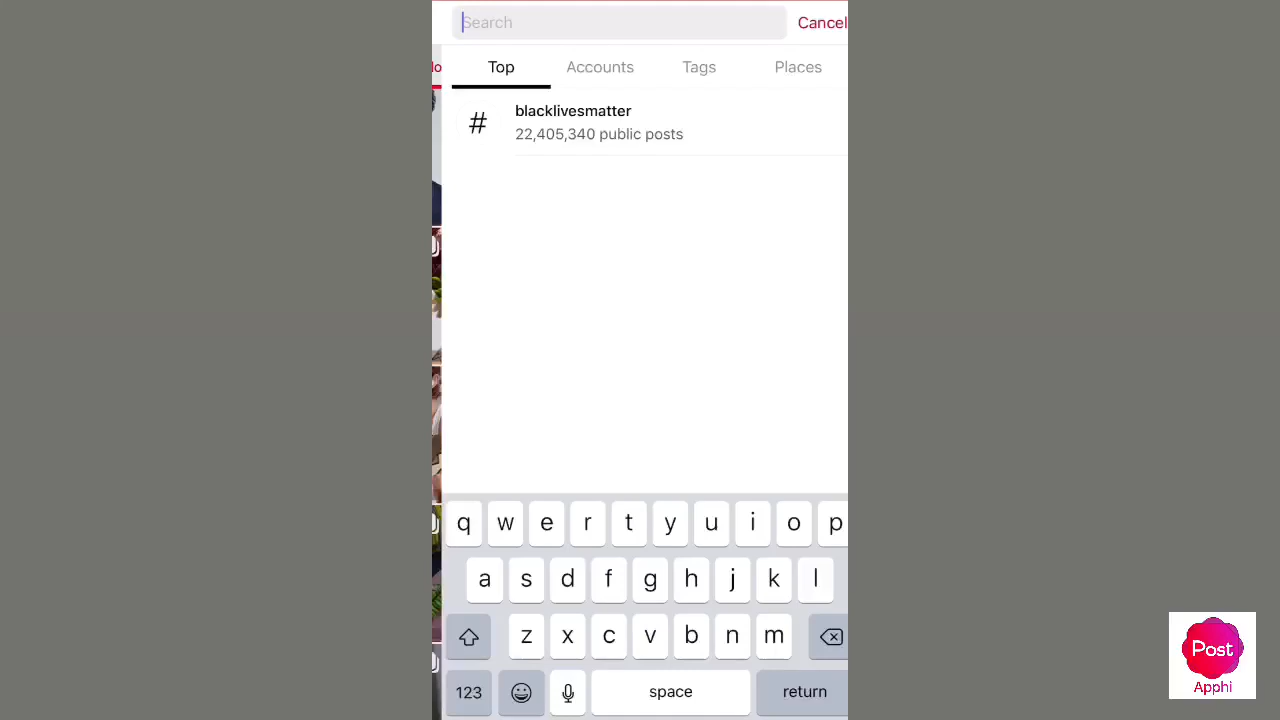 Search
Cancel
Top Accounts Tags Places
#
blacklivesmatter
22,405,340 public posts
q w e r t y u i o p
a s d f g h j k l
z x c v b n m
123 space return
Post
Apphi